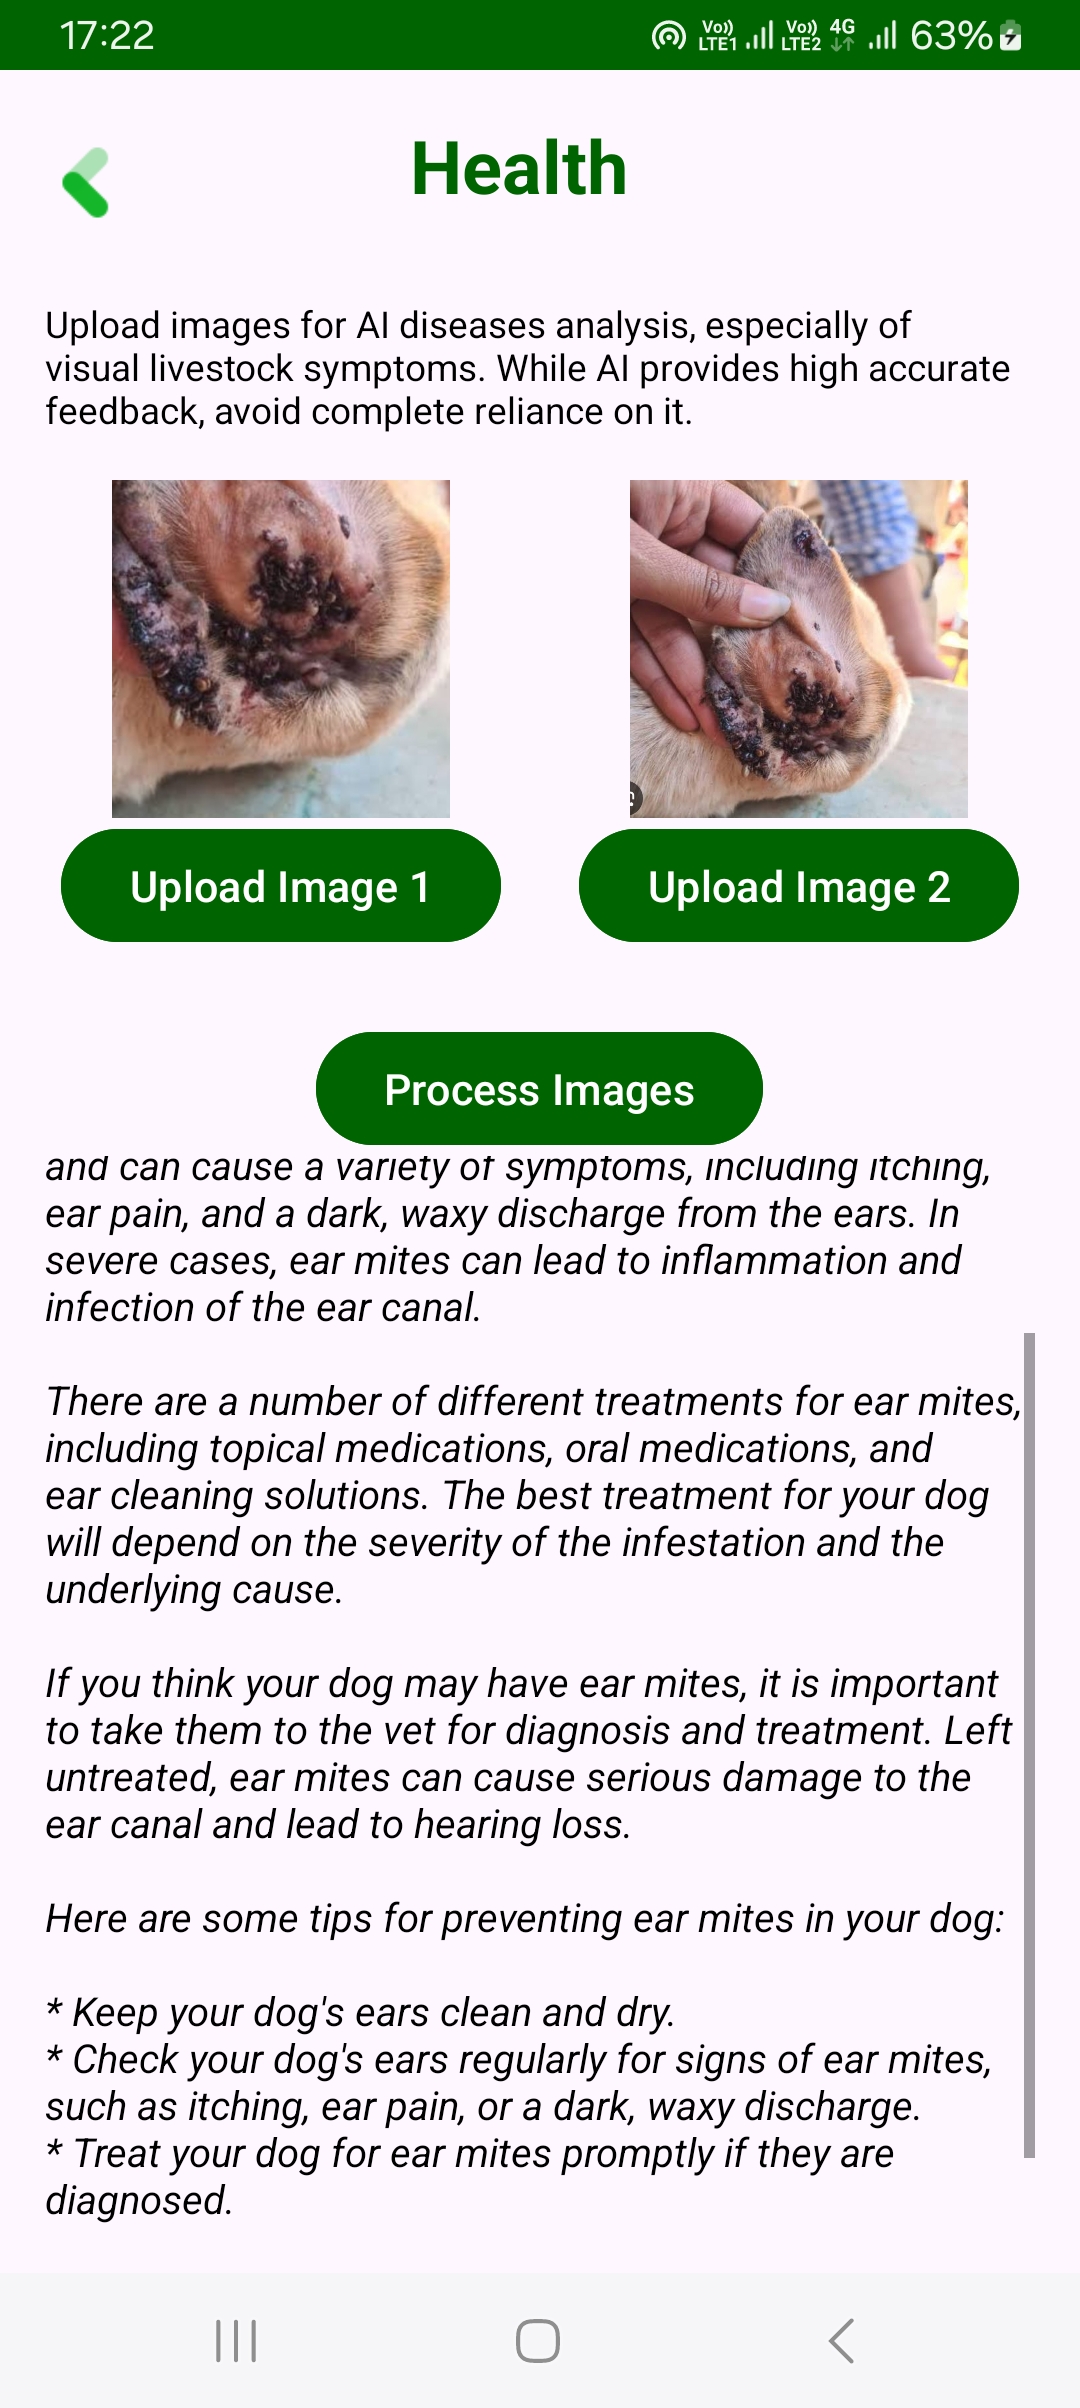 17:22
Vo)) LTE1 Vo)) LTE2 4G 63%
Health
Upload images for AI diseases analysis, especially of
visual livestock symptoms. While AI provides high accurate
feedback, avoid complete reliance on it.
Upload Image 1
Upload Image 2
Process Images
and can cause a variety of symptoms, including itching,
ear pain, and a dark, waxy discharge from the ears. In
severe cases, ear mites can lead to inflammation and
infection of the ear canal.
There are a number of different treatments for ear mites,
including topical medications, oral medications, and
ear cleaning solutions. The best treatment for your dog
will depend on the severity of the infestation and the
underlying cause.
If you think your dog may have ear mites, it is important
to take them to the vet for diagnosis and treatment. Left
untreated, ear mites can cause serious damage to the
ear canal and lead to hearing loss.
Here are some tips for preventing ear mites in your dog:
* Keep your dog's ears clean and dry.
* Check your dog's ears regularly for signs of ear mites,
such as itching, ear pain, or a dark, waxy discharge.
* Treat your dog for ear mites promptly if they are
diagnosed.